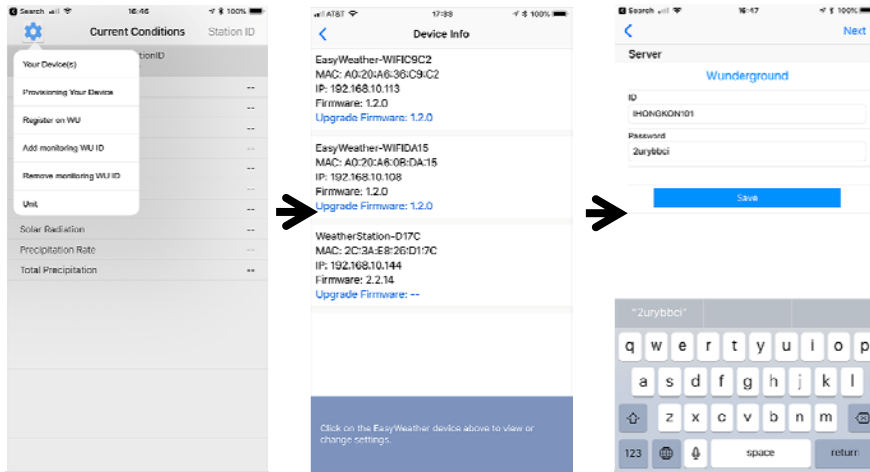 Search 16:46 100%
Current Conditions Station ID
tionID
Your Device(s)
Provisioning Your Device
Register on WU
Add monitoring WU ID
Remove monitoring WU ID
Unit
--
--
--
--
--
--
--
Solar Radiation --
Precipitation Rate --
Total Precipitation --
AT&T 17:33 100%
Device Info
EasyWeather-WIFIC9C2
MAC: A0:20:A6:36:C9:C2
IP: 192.168.10.113
Firmware: 1.2.0
Upgrade Firmware: 1.2.0
EasyWeather-WIFIDA15
MAC: A0:20:A6:0B:DA:15
IP: 192.168.10.108
Firmware: 1.2.0
Upgrade Firmware: 1.2.0
WeatherStation-D17C
MAC: 2C:3A:E8:26:D1:7C
IP: 192.168.10.144
Firmware: 2.2.14
Upgrade Firmware: --
Click on the EasyWeather device above to view or
change settings.
Search 16:47 100%
Next
Server
Wunderground
ID
IHONGKON101
Password
2urybbci
Save
"2urybbci"
q w e r t y u i o p
a s d f g h j k l
z x c v b n m
123 space return